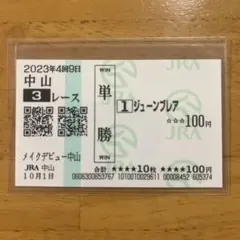 2023年4回9日
中山
3 レース
WIN
単勝
WIN
1 ジューンブレア
☆☆☆100円
メイクデビュー中山
JRA 中山
10月1日
合計 ★★★★10枚 ★★★★100円
JRA
JRA